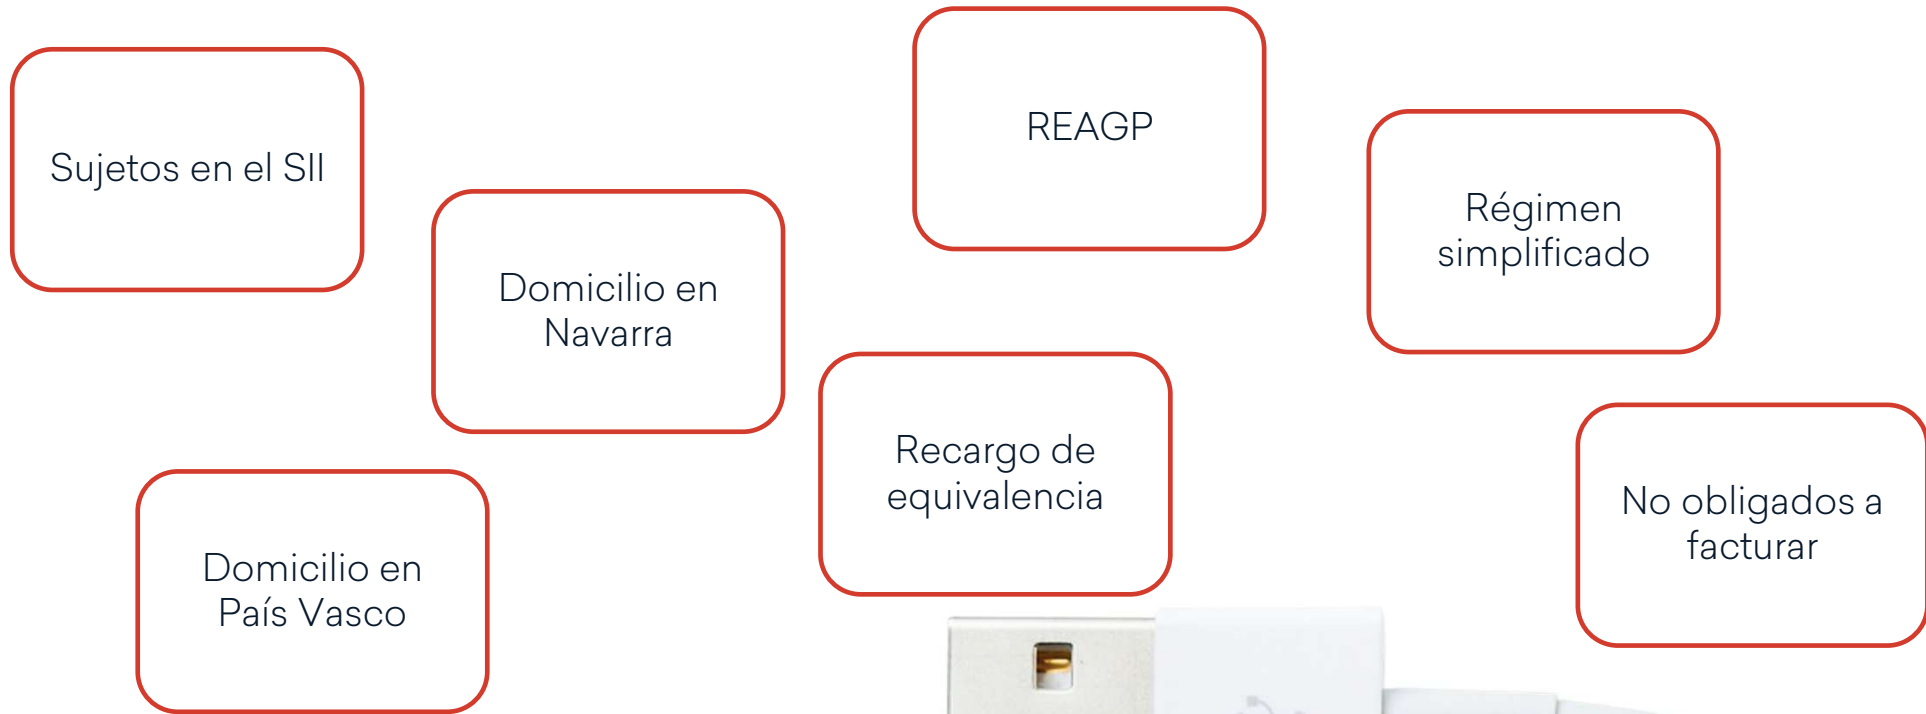 Sujetos en el SII
Domicilio en
Navarra
Domicilio en
País Vasco
REAGP
Recargo de
equivalencia
Régimen
simplificado
No obligados a
facturar